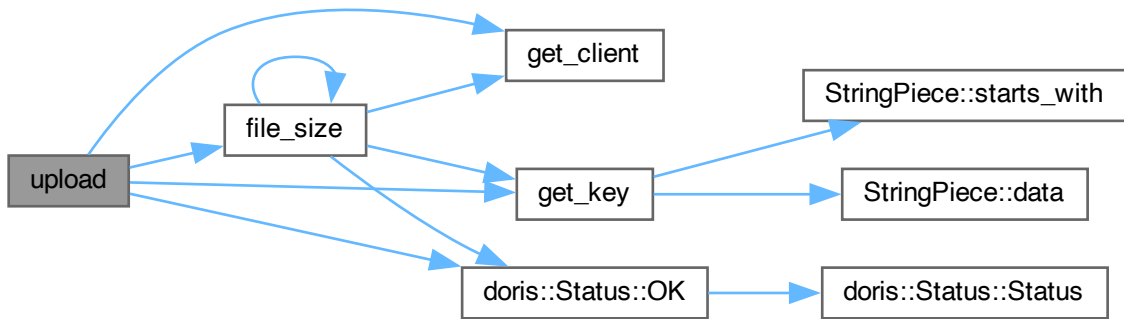 upload
file_size
get_client
get_key
doris::Status::OK
StringPiece::starts_with
StringPiece::data
doris::Status::Status